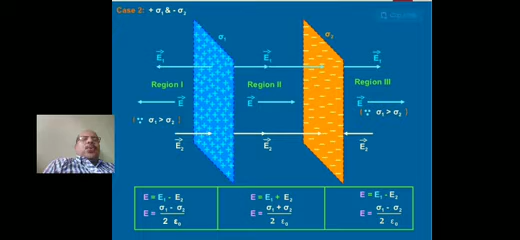 Case 2: + σ1 & - σ2
σ1
σ2
E1
E1
E1
Region I
Region II
Region III
E
E
E
( ∵ σ1 > σ2 )
( ∵ σ1 > σ2 )
E2
E2
E2
E = E1 - E2
E = σ1 - σ2 / 2 ε0
E = E1 + E2
E = σ1 + σ2 / 2 ε0
E = E1 - E2
E = σ1 - σ2 / 2 ε0